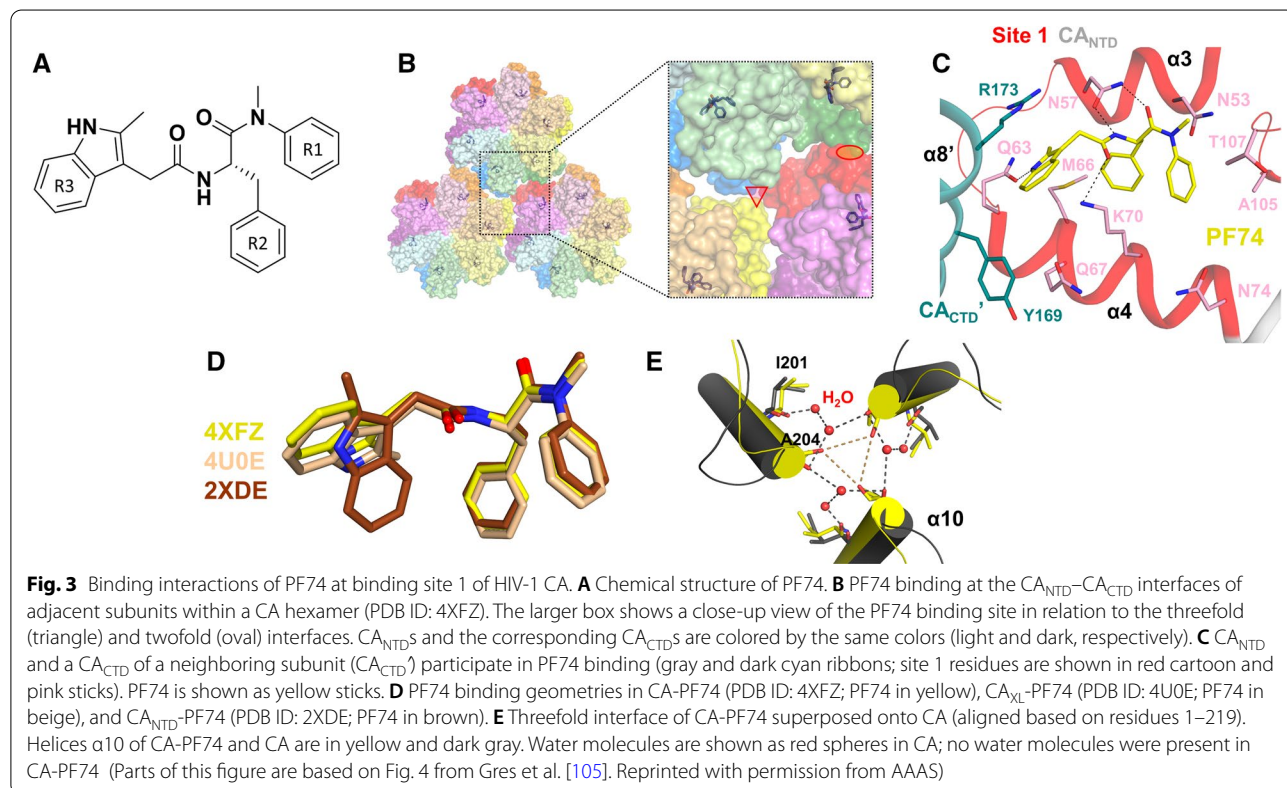 A
HN
O
N
H
O
N
R1
R2
R3
B
C
Site 1 CA_NTD
α3
R173
N57
N53
α8'
Q63
M66
T107
K70
A105
PF74
Q67
N74
CA_CTD'
Y169
α4
D
4XFZ
4U0E
2XDE
E
I201
H₂O
A204
α10
Fig. 3 Binding interactions of PF74 at binding site 1 of HIV-1 CA. A Chemical structure of PF74. B PF74 binding at the CA_NTD–CA_CTD interfaces of
adjacent subunits within a CA hexamer (PDB ID: 4XFZ). The larger box shows a close-up view of the PF74 binding site in relation to the threefold
(triangle) and twofold (oval) interfaces. CA_NTDs and the corresponding CA_CTDs are colored by the same colors (light and dark, respectively). C CA_NTD
and a CA_CTD of a neighboring subunit (CA_CTD') participate in PF74 binding (gray and dark cyan ribbons; site 1 residues are shown in red cartoon and
pink sticks). PF74 is shown as yellow sticks. D PF74 binding geometries in CA-PF74 (PDB ID: 4XFZ; PF74 in yellow), CA_XL-PF74 (PDB ID: 4U0E; PF74 in
beige), and CA_NTD-PF74 (PDB ID: 2XDE; PF74 in brown). E Threefold interface of CA-PF74 superposed onto CA (aligned based on residues 1–219).
Helices α10 of CA-PF74 and CA are in yellow and dark gray. Water molecules are shown as red spheres in CA; no water molecules were present in
CA-PF74 (Parts of this figure are based on Fig. 4 from Gres et al. [105]. Reprinted with permission from AAAS)